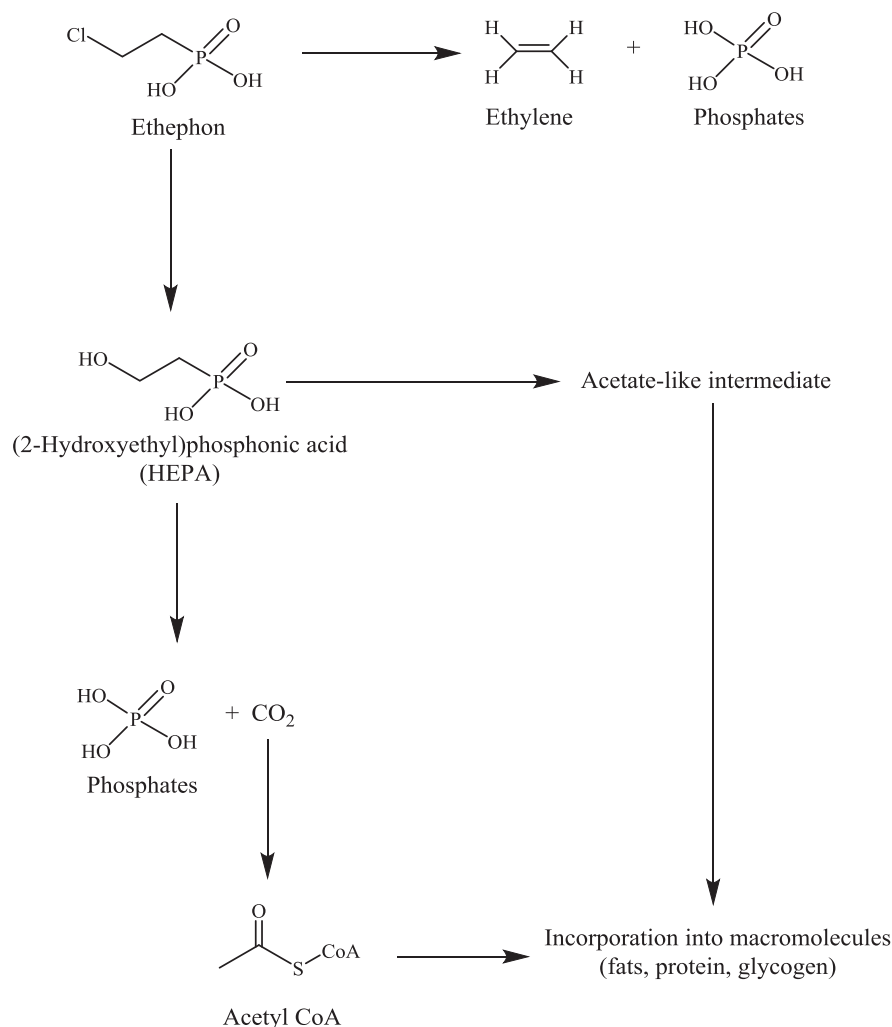 Cl
O
P
HO
OH
Ethephon
H
H
H
H
Ethylene
+
HO
O
P
HO
OH
Phosphates
HO
O
P
HO
OH
(2-Hydroxyethyl)phosphonic acid
(HEPA)
Acetate-like intermediate
HO
O
P
HO
OH
Phosphates
+ CO₂
O
S
CoA
Acetyl CoA
Incorporation into macromolecules
(fats, protein, glycogen)